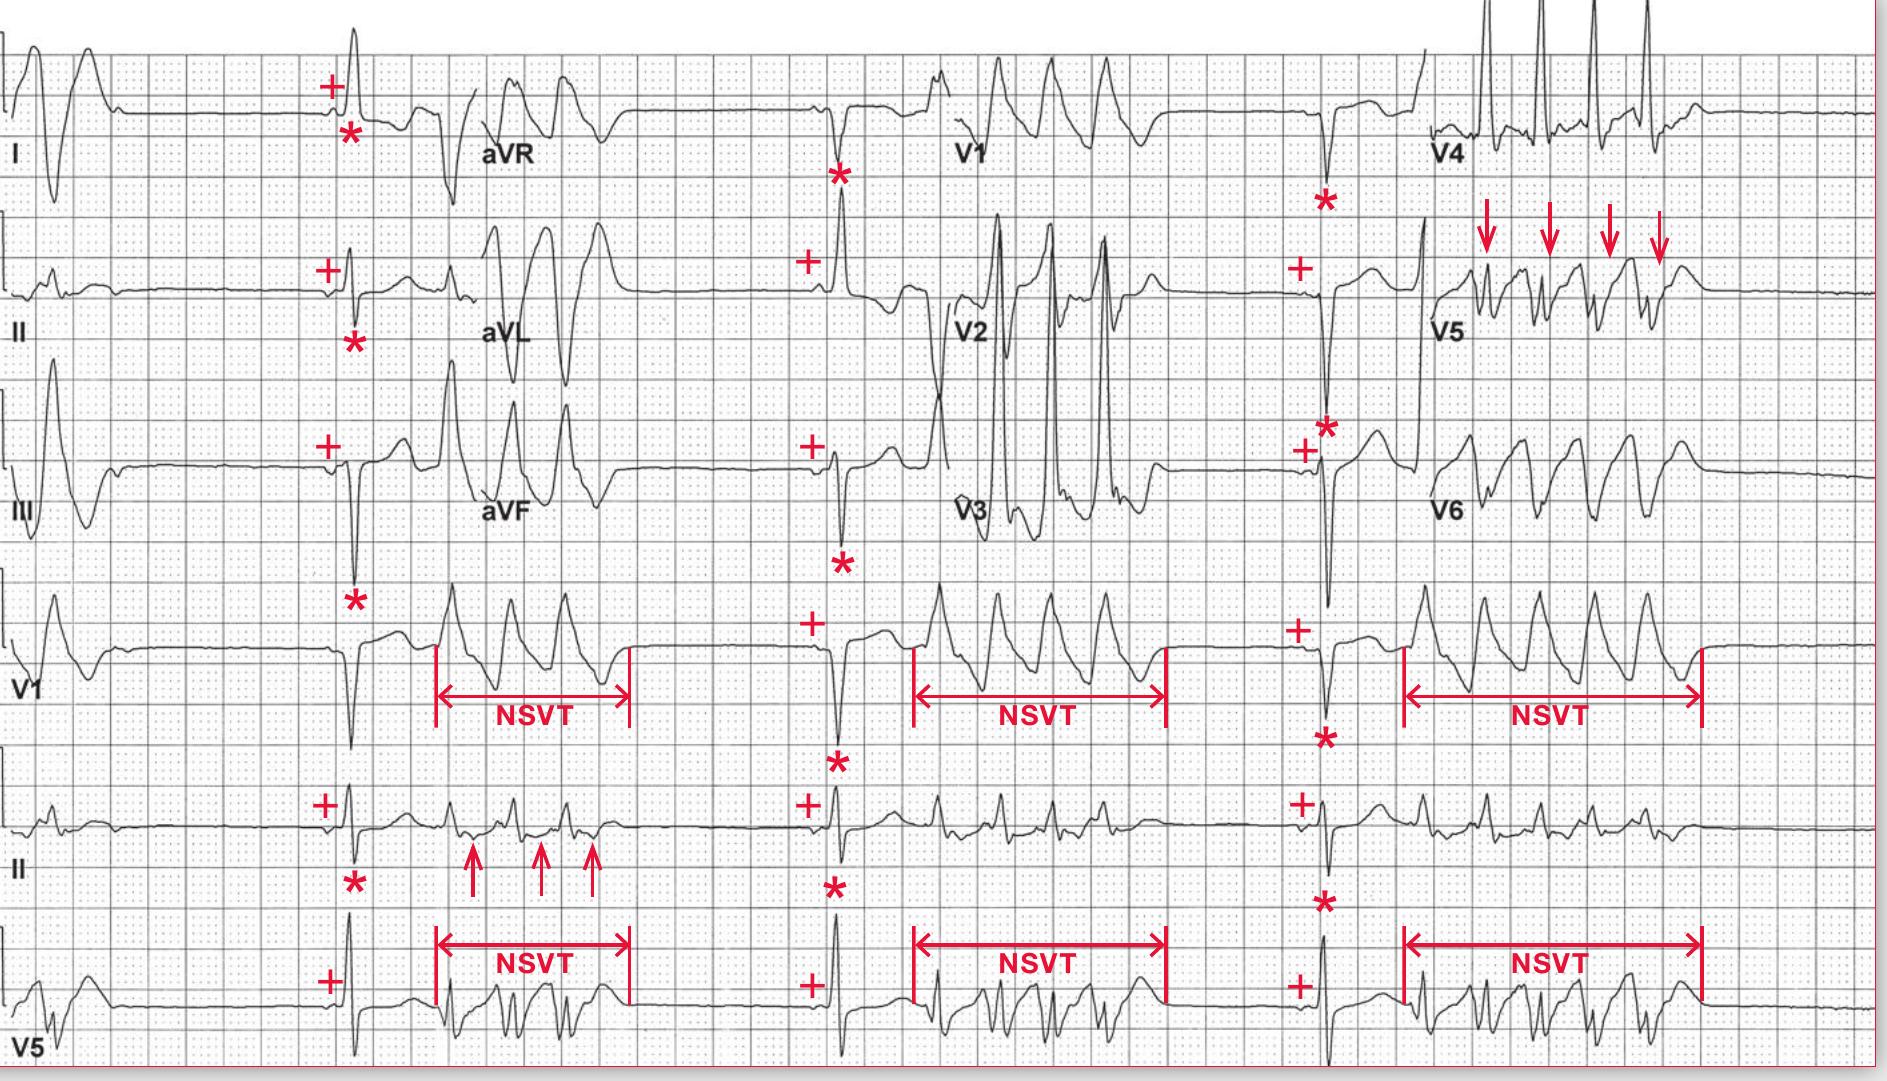 +
*
+
*
I
aVR
V1
V4
+
*
+
*
+
II
aVL
V2
V5
+
*
+
*
+
III
aVF
V3
V6
*
+
+
V1
NSVT
NSVT
NSVT
*
*
+
+
+
II
*
*
*
NSVT
NSVT
NSVT
+
+
+
V5